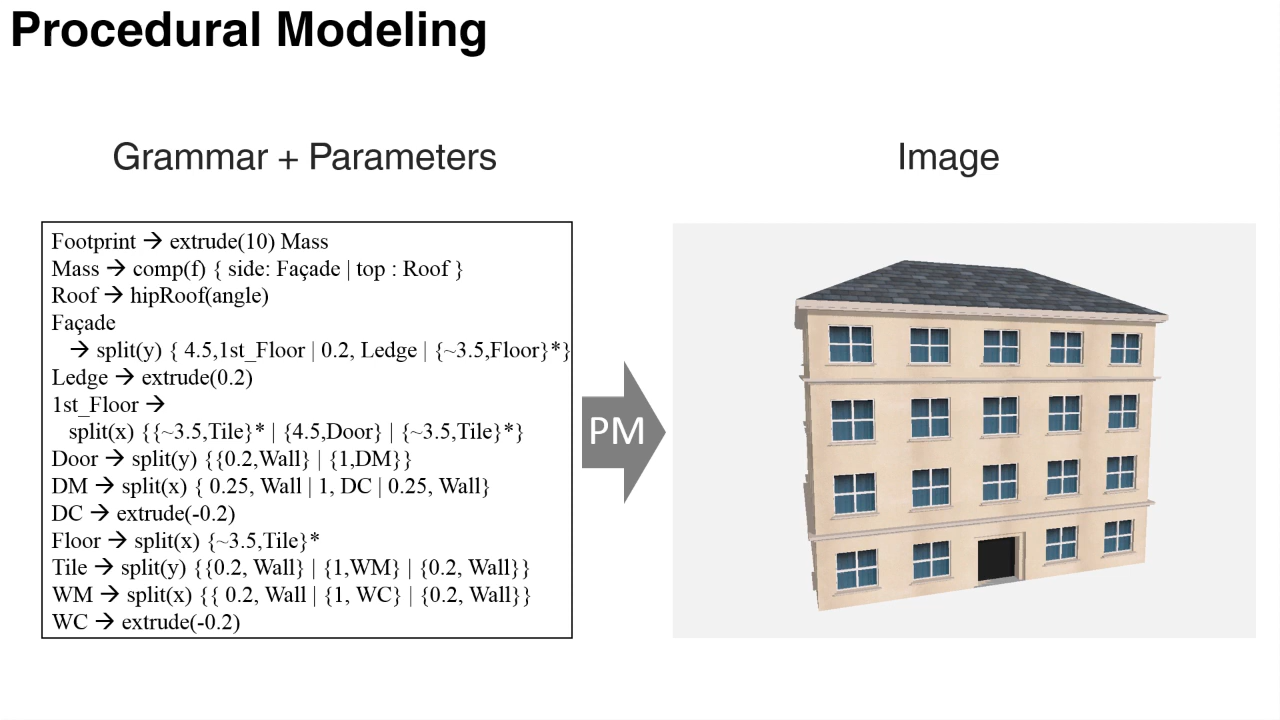 Procedural Modeling
Grammar + Parameters
Image
Footprint → extrude(10) Mass
Mass → comp(f) { side: Façade | top : Roof }
Roof → hipRoof(angle)
Façade
→ split(y) { 4.5,1st_Floor | 0.2, Ledge | {~3.5,Floor}*}
Ledge → extrude(0.2)
1st_Floor →
split(x) {{~3.5,Tile}* | {4.5,Door} | {~3.5,Tile}*}
Door → split(y) {{0.2,Wall} | {1,DM}}
DM → split(x) { 0.25, Wall | 1, DC | 0.25, Wall}
DC → extrude(-0.2)
Floor → split(x) {~3.5,Tile}*
Tile → split(y) {{0.2, Wall} | {1,WM} | {0.2, Wall}}
WM → split(x) {{ 0.2, Wall | {1, WC} | {0.2, Wall}}
WC → extrude(-0.2)
PM